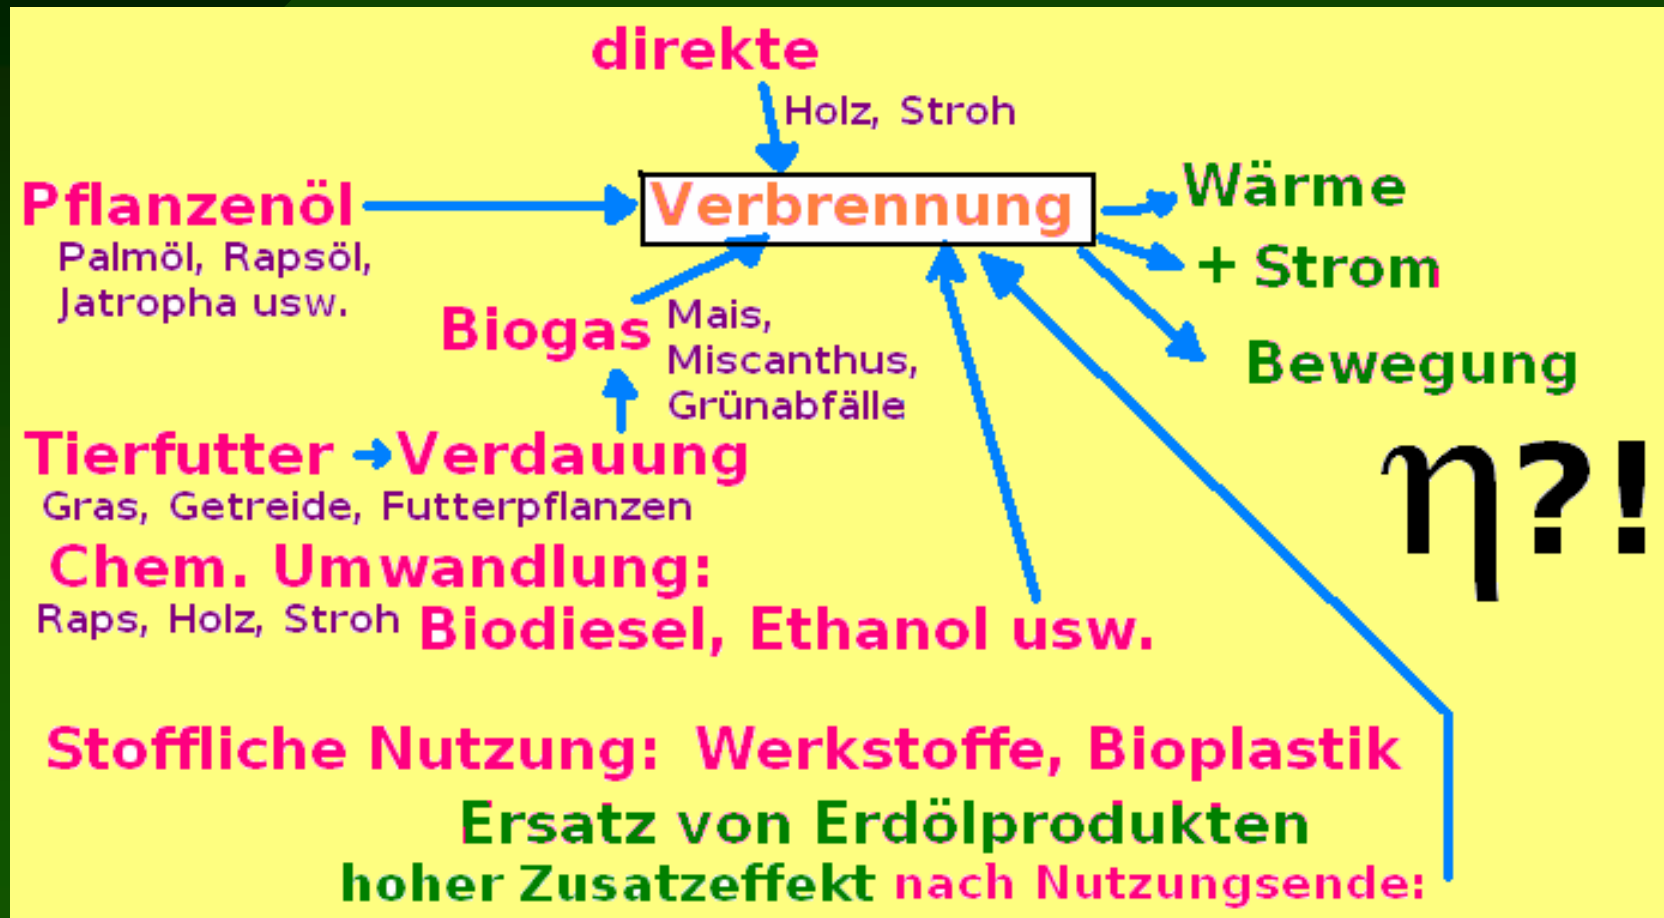 direkte
Holz, Stroh
Pflanzenöl
Verbrennung
Wärme
Palmöl, Rapsöl,
Jatropha usw.
+ Strom
Biogas
Mais,
Miscanthus,
Grünabfälle
Bewegung
Tierfutter Verdauung
Gras, Getreide, Futterpflanzen
η?!
Chem. Umwandlung:
Raps, Holz, Stroh Biodiesel, Ethanol usw.
Stoffliche Nutzung: Werkstoffe, Bioplastik
Ersatz von Erdölprodukten
hoher Zusatzeffekt nach Nutzungsende: